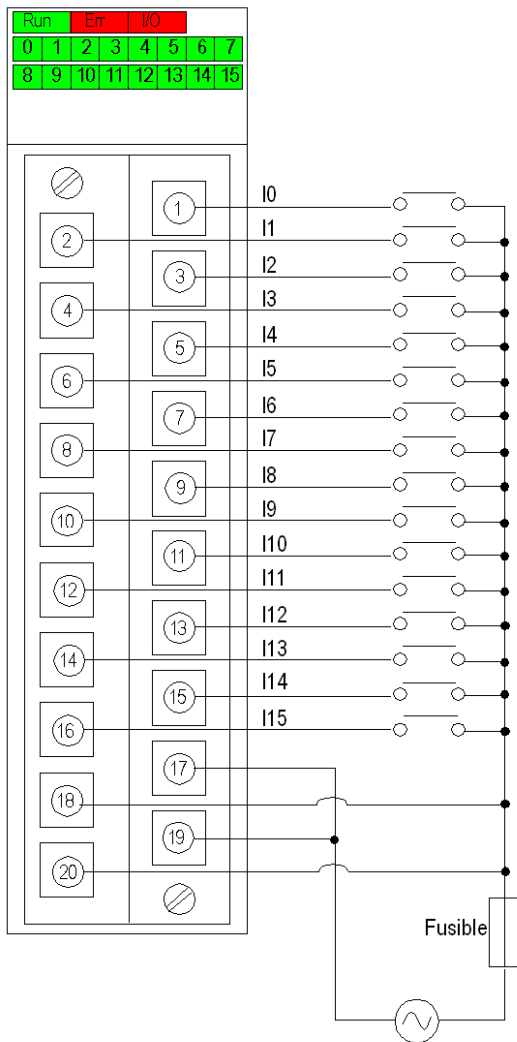 Run Err I/O
0 1 2 3 4 5 6 7
8 9 10 11 12 13 14 15
1 I0
2 I1
3 I2
4 I3
5 I4
6 I5
7 I6
8 I7
9 I8
10 I9
11 I10
12 I11
13 I12
14 I13
15 I14
16 I15
17
18
19
20
Fusible